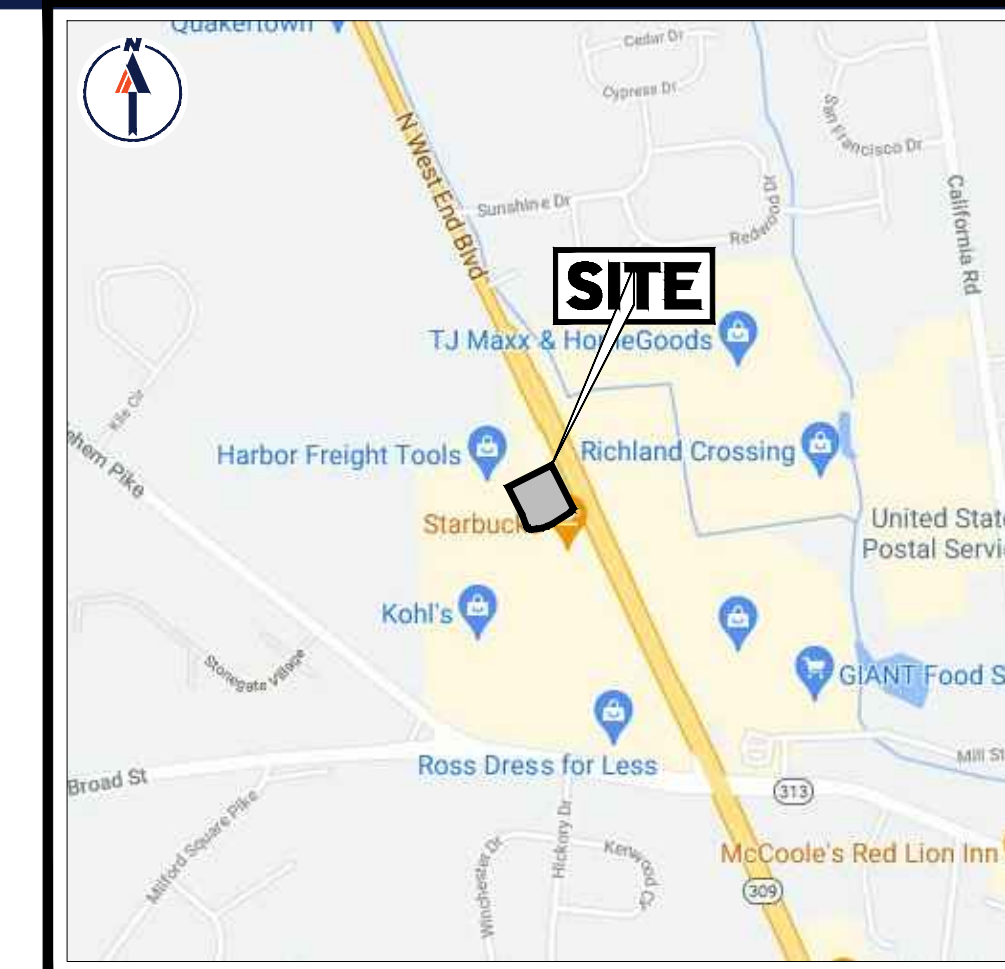 Quakertown
N
Cedar Dr
Cypress Dr
San Francisco Dr
N West End Blvd
California Rd
Sunshine Dr
Redwood Dr
SITE
TJ Maxx & HomeGoods
Kile Ct
hem Pike
Harbor Freight Tools
Richland Crossing
Starbuck
United State
Postal Servi
Kohl's
Stonegate Village
GIANT Food S
Ross Dress for Less
Mill St
Broad St
313
Milford Square Pike
Hickory Dr
Winchester Dr
Kenwood Cir
McCoole's Red Lion Inn
309